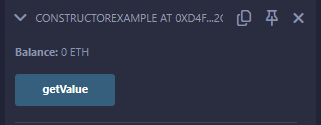 CONSTRUCTOREXAMPLE AT 0XD4F...2C
Balance: 0 ETH
getValue